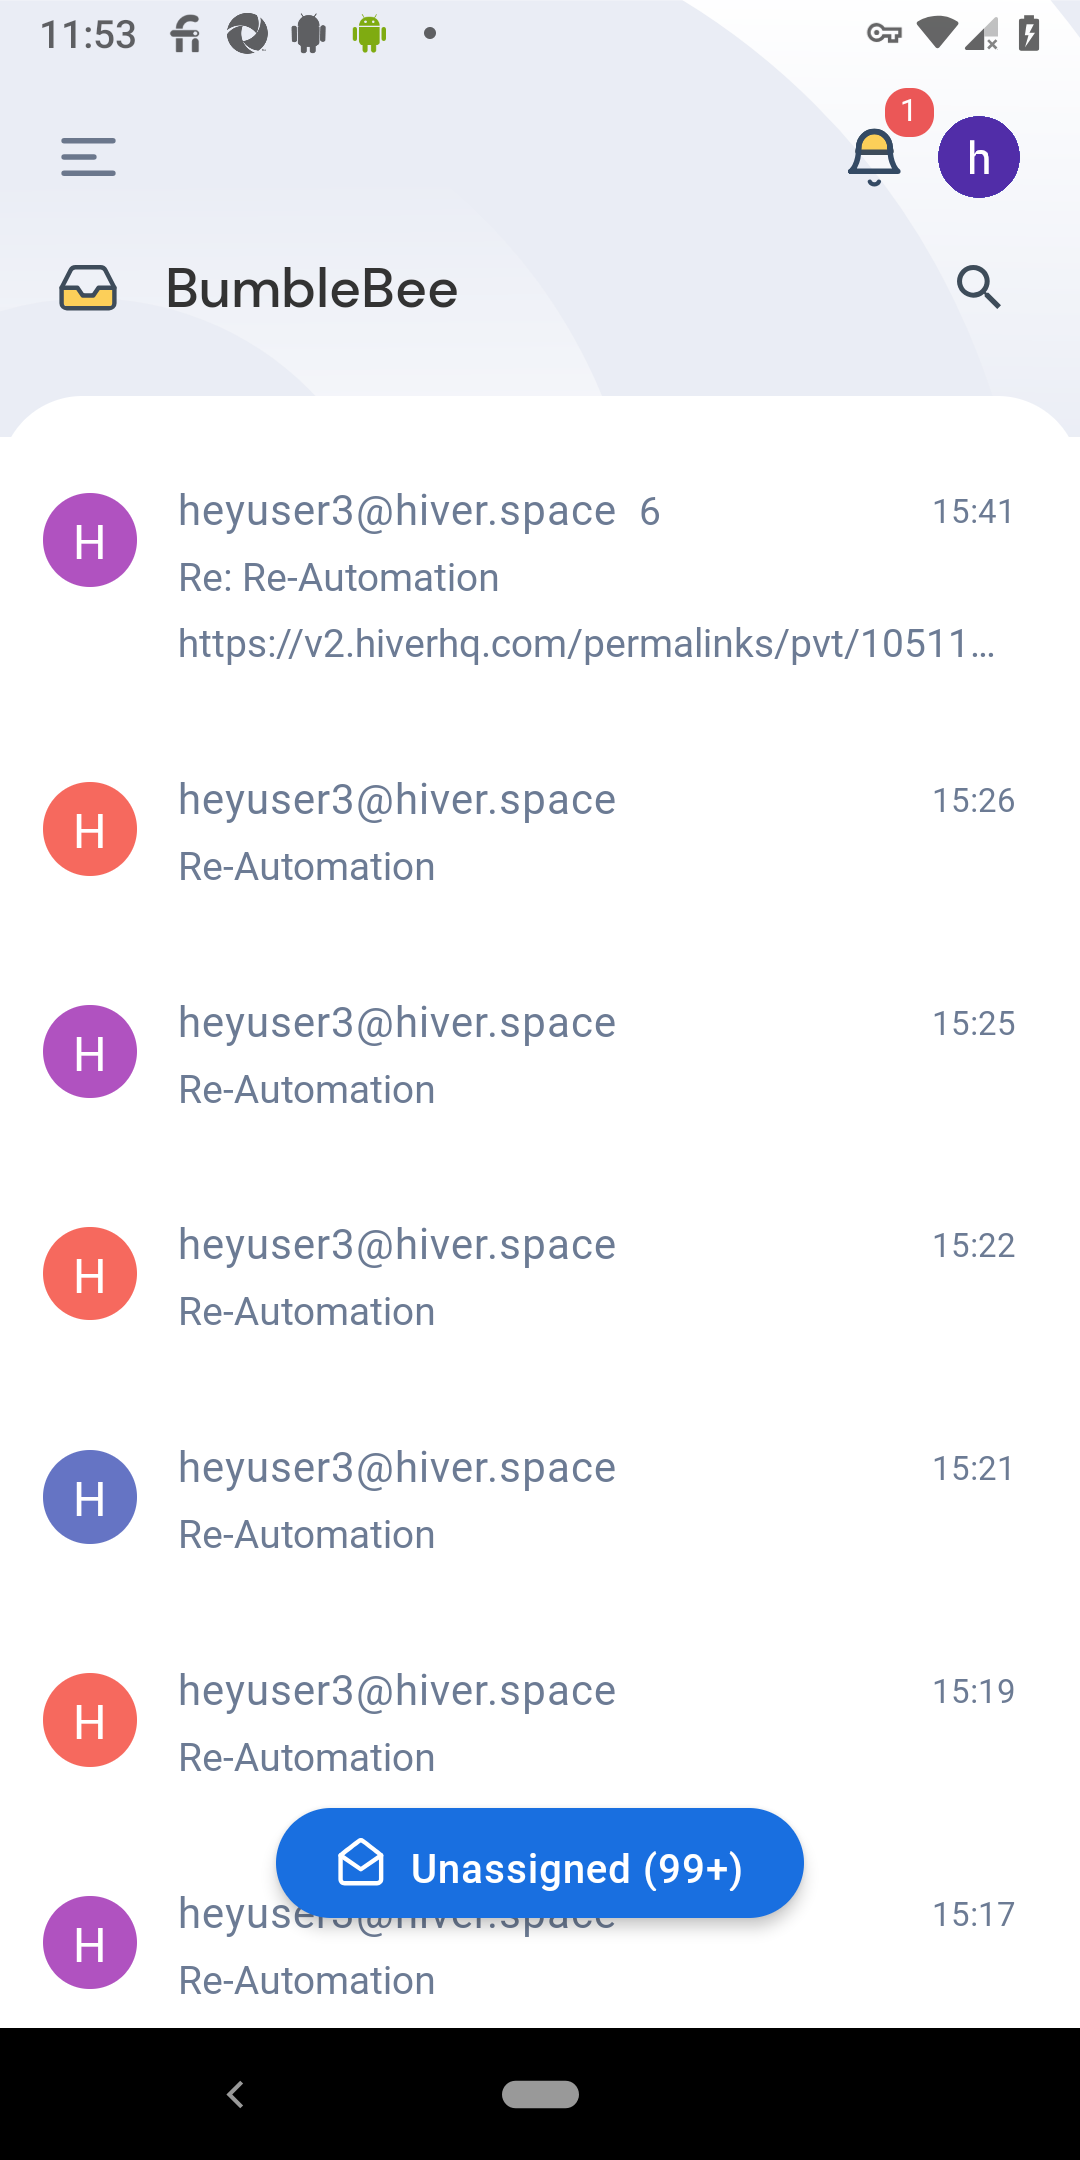 11:53
1
h
BumbleBee
H
heyuser3@hiver.space 6
15:41
Re: Re-Automation
https://v2.hiverhq.com/permalinks/pvt/10511…
H
heyuser3@hiver.space
15:26
Re-Automation
H
heyuser3@hiver.space
15:25
Re-Automation
H
heyuser3@hiver.space
15:22
Re-Automation
H
heyuser3@hiver.space
15:21
Re-Automation
H
heyuser3@hiver.space
15:19
Re-Automation
Unassigned (99+)
H
heyuser3@hiver.space
15:17
Re-Automation